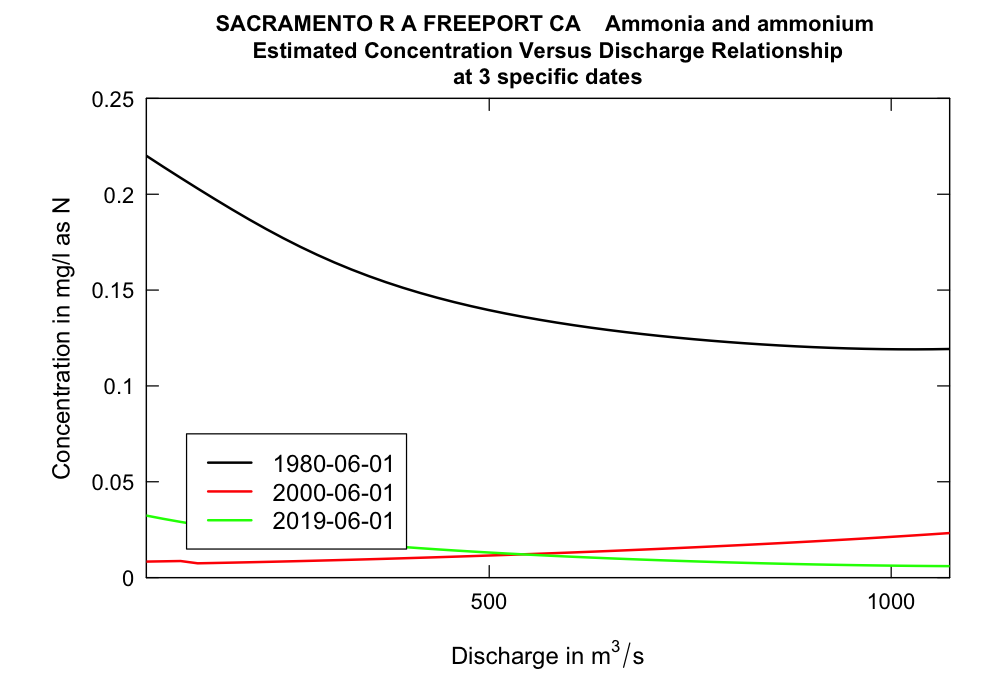 SACRAMENTO R A FREEPORT CA Ammonia and ammonium
Estimated Concentration Versus Discharge Relationship
at 3 specific dates
Concentration in mg/l as N
0.25
0.2
0.15
0.1
0.05
0
1980-06-01
2000-06-01
2019-06-01
500
1000
Discharge in m³/s